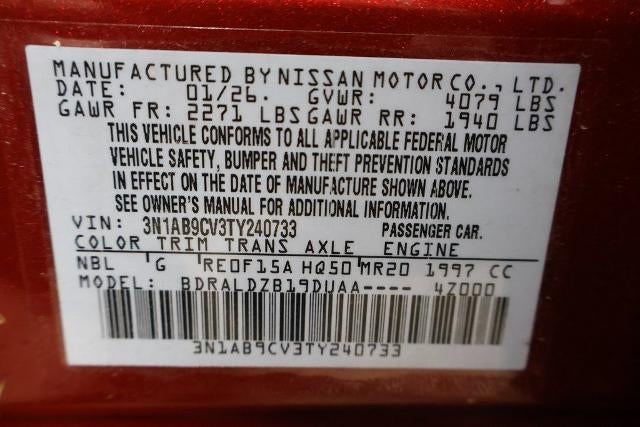 MANUFACTURED BY NISSAN MOTOR CO., LTD.
DATE: 01/26. GVWR: 4079 LBS
GAWR FR: 2271 LBS GAWR RR: 1940 LBS
THIS VEHICLE CONFORMS TO ALL APPLICABLE FEDERAL MOTOR
VEHICLE SAFETY, BUMPER AND THEFT PREVENTION STANDARDS
IN EFFECT ON THE DATE OF MANUFACTURE SHOWN ABOVE.
SEE OWNER'S MANUAL FOR ADDITIONAL INFORMATION.
VIN: 3N1AB9CV3TY240733 PASSENGER CAR.
COLOR TRIM TRANS AXLE ENGINE
NBL G RE0F15A HQ50 MR20 1997 CC
MODEL: BDRALDZB19DUAA---- 4Z000
3N1AB9CV3TY240733